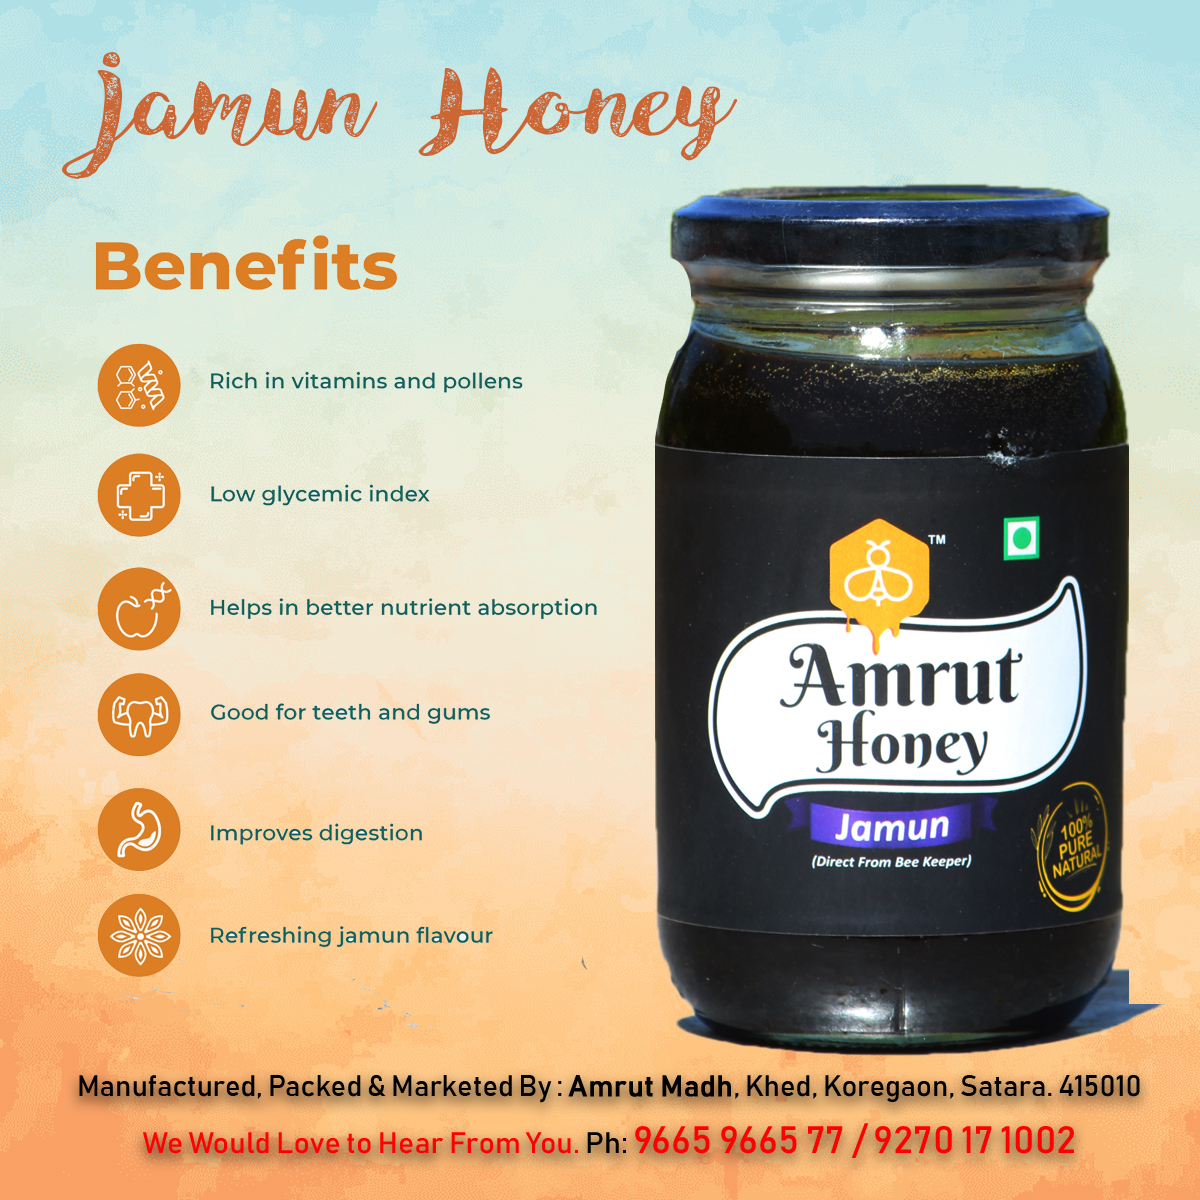 Jamun Honey
Benefits
Rich in vitamins and pollens
Low glycemic index
Helps in better nutrient absorption
Good for teeth and gums
Improves digestion
Refreshing jamun flavour
TM
Amrut
Honey
Jamun
(Direct From Bee Keeper)
100%
PURE
NATURAL
Manufactured, Packed & Marketed By : Amrut Madh, Khed, Koregaon, Satara. 415010
We Would Love to Hear From You. Ph: 9665 9665 77 / 9270 17 1002